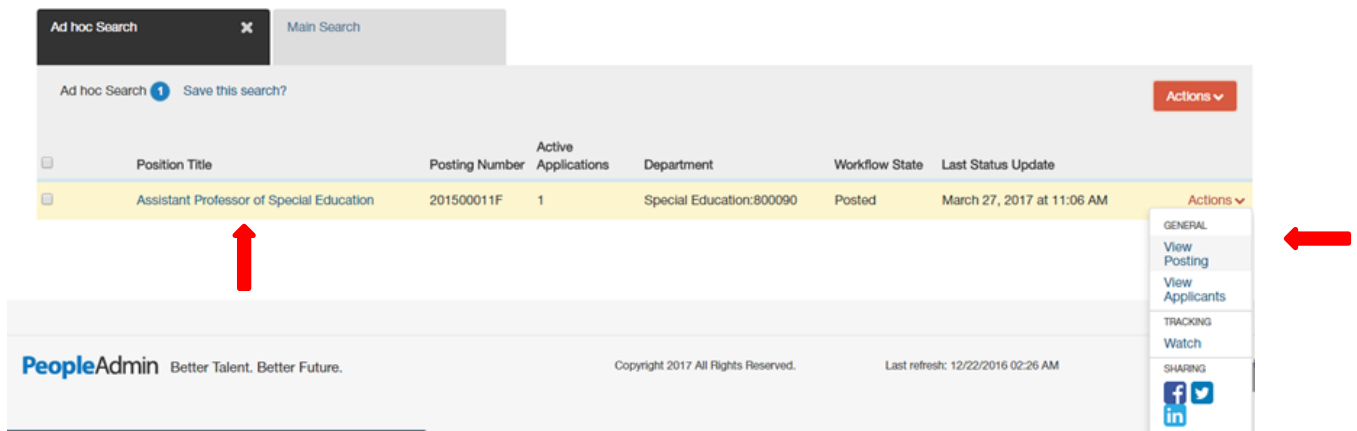 Ad hoc Search
Main Search
Ad hoc Search 1 Save this search?
Actions
Position Title Posting Number Active Applications Department Workflow State Last Status Update
Assistant Professor of Special Education 201500011F 1 Special Education:800090 Posted March 27, 2017 at 11:06 AM Actions
GENERAL
View
Posting
View
Applicants
TRACKING
Watch
PeopleAdmin Better Talent. Better Future. Copyright 2017 All Rights Reserved. Last refresh: 12/22/2016 02:26 AM
SHARING
f
in